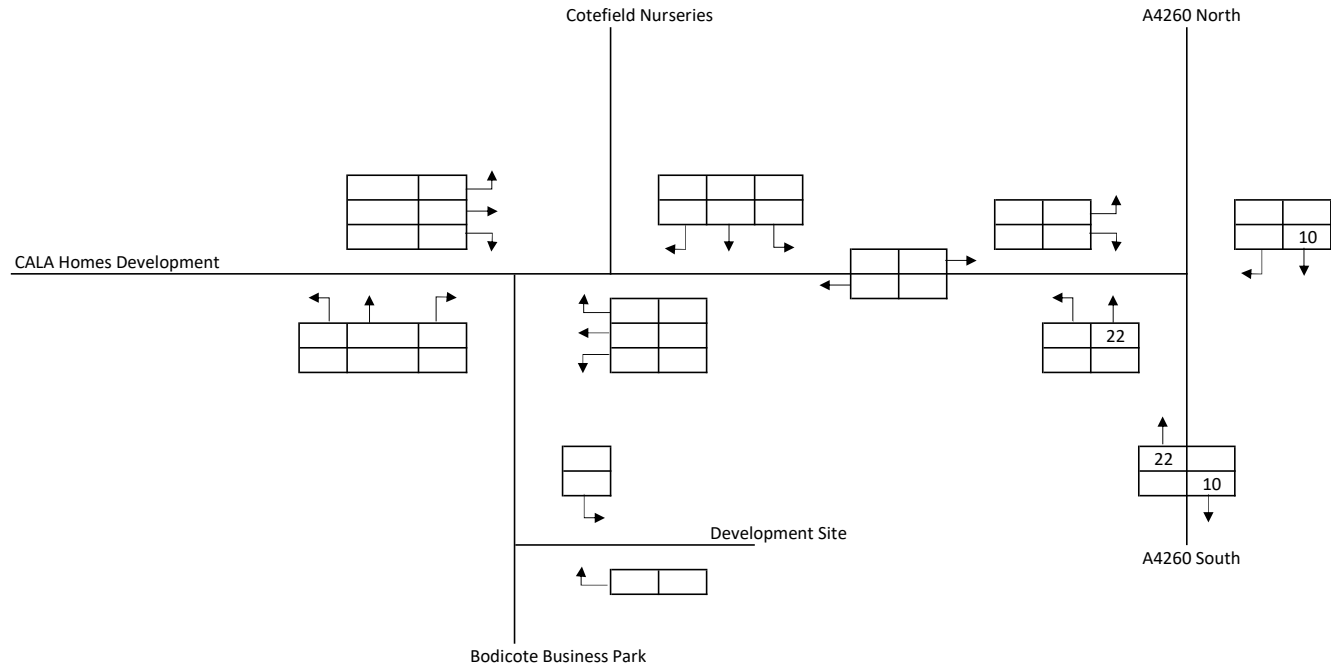 Cotefield Nurseries
A4260 North
10
CALA Homes Development
22
22
10
Development Site
A4260 South
Bodicote Business Park